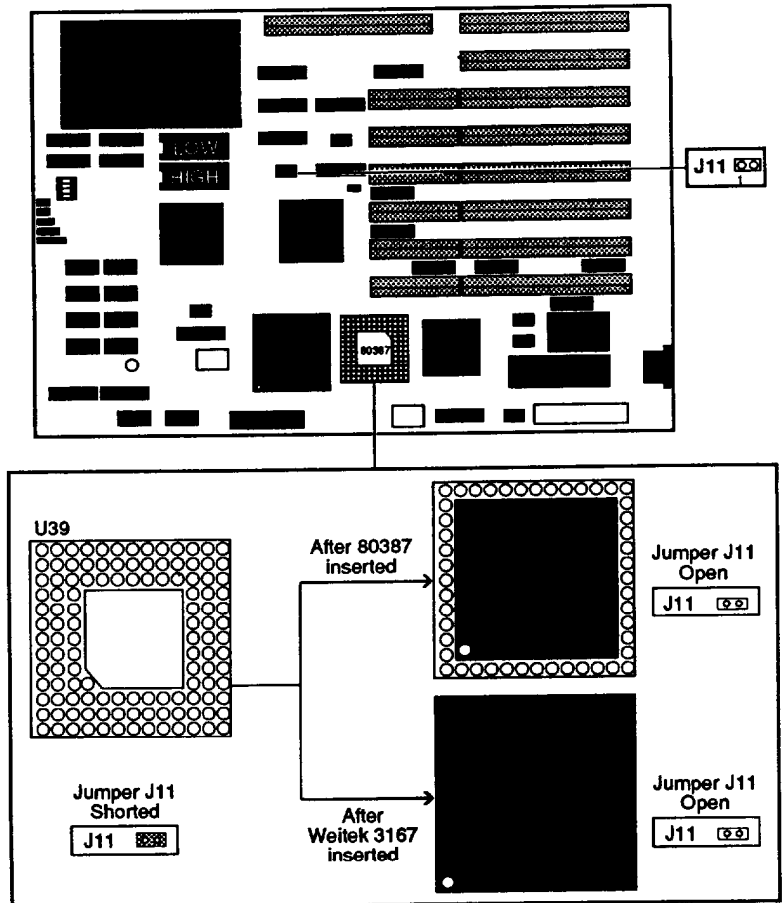 LOW
HIGH
J11
1
80387
U39
After 80387
inserted
Jumper J11
Open
J11
Jumper J11
Shorted
J11
After
Weitek 3167
inserted
Jumper J11
Open
J11